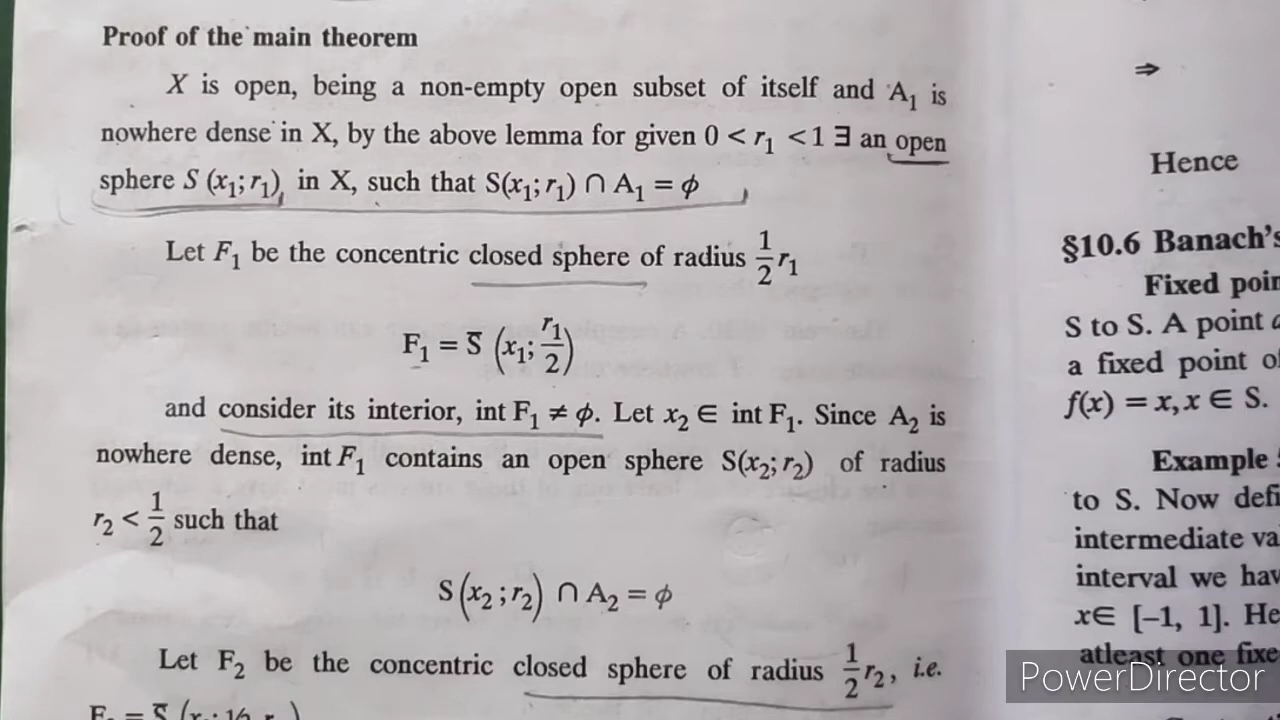 Proof of the main theorem
X is open, being a non-empty open subset of itself and A₁ is
nowhere dense in X, by the above lemma for given 0 < r₁ < 1 ∃ an open
sphere S (x₁; r₁), in X, such that S(x₁; r₁) ∩ A₁ = ϕ
Let F₁ be the concentric closed sphere of radius 1/2 r₁
F₁ = S̅ (x₁; r₁/2)
and consider its interior, int F₁ ≠ ϕ. Let x₂ ∈ int F₁. Since A₂ is
nowhere dense, int F₁ contains an open sphere S(x₂; r₂) of radius
r₂ < 1/2 such that
S(x₂; r₂) ∩ A₂ = ϕ
Let F₂ be the concentric closed sphere of radius 1/2 r₂, i.e.
⇒
Hence
§10.6 Banach's
Fixed poin
S to S. A point
a fixed point of
f(x) = x, x ∈ S.
Example
to S. Now defi
intermediate va
interval we hav
x∈ [–1, 1]. He
atleast one fixe
PowerDirector